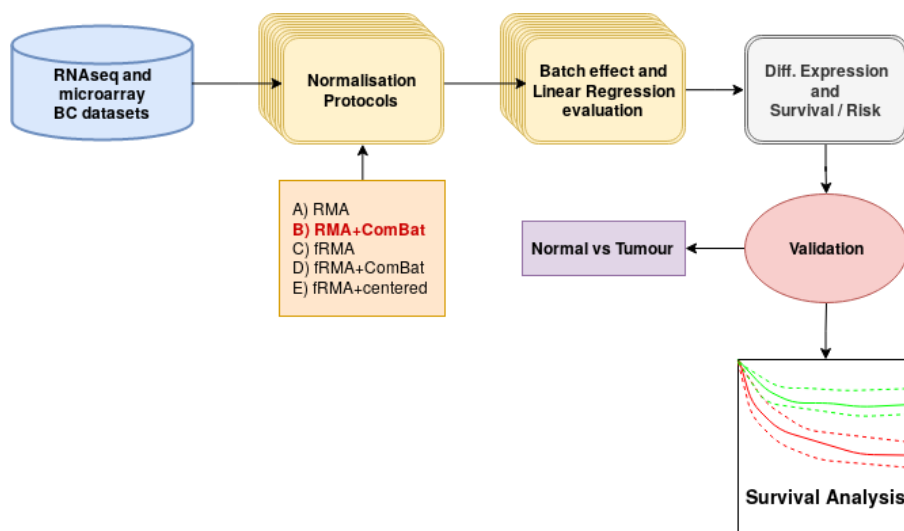 RNAseq and
microarray
BC datasets
Normalisation
Protocols
Batch effect and
Linear Regression
evaluation
Diff. Expression
and
Survival / Risk
A) RMA
B) RMA+ComBat
C) fRMA
D) fRMA+ComBat
E) fRMA+centered
Normal vs Tumour
Validation
Survival Analysis